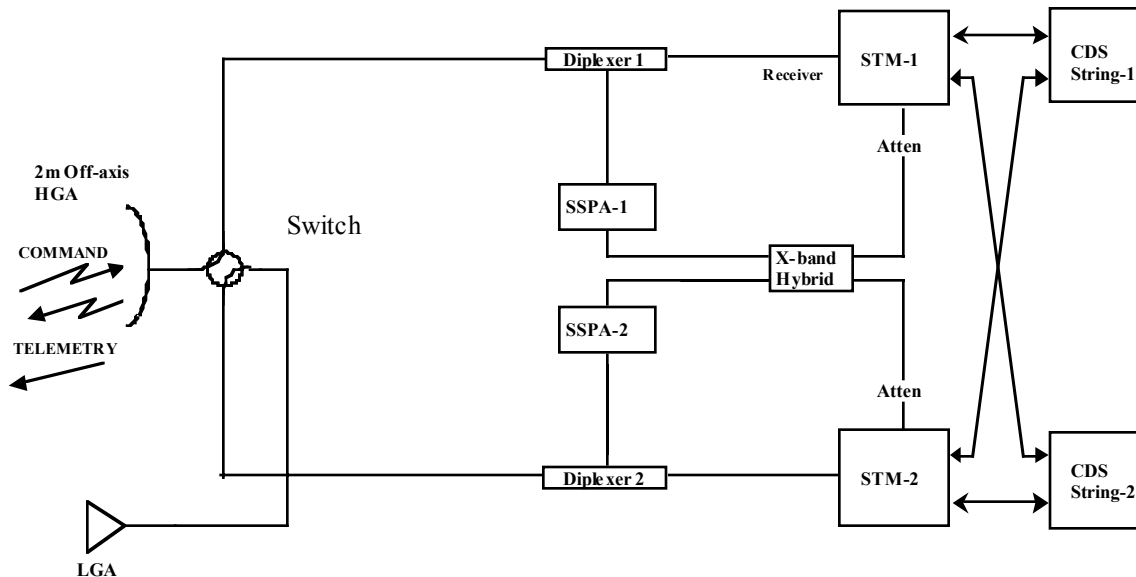 Diplexer 1
Receiver
STM-1
CDS
String-1
Atten
2m Off-axis
HGA
SSPA-1
Switch
COMMAND
X-band
Hybrid
SSPA-2
TELEMETRY
Atten
Diplexer 2
STM-2
CDS
String-2
LGA